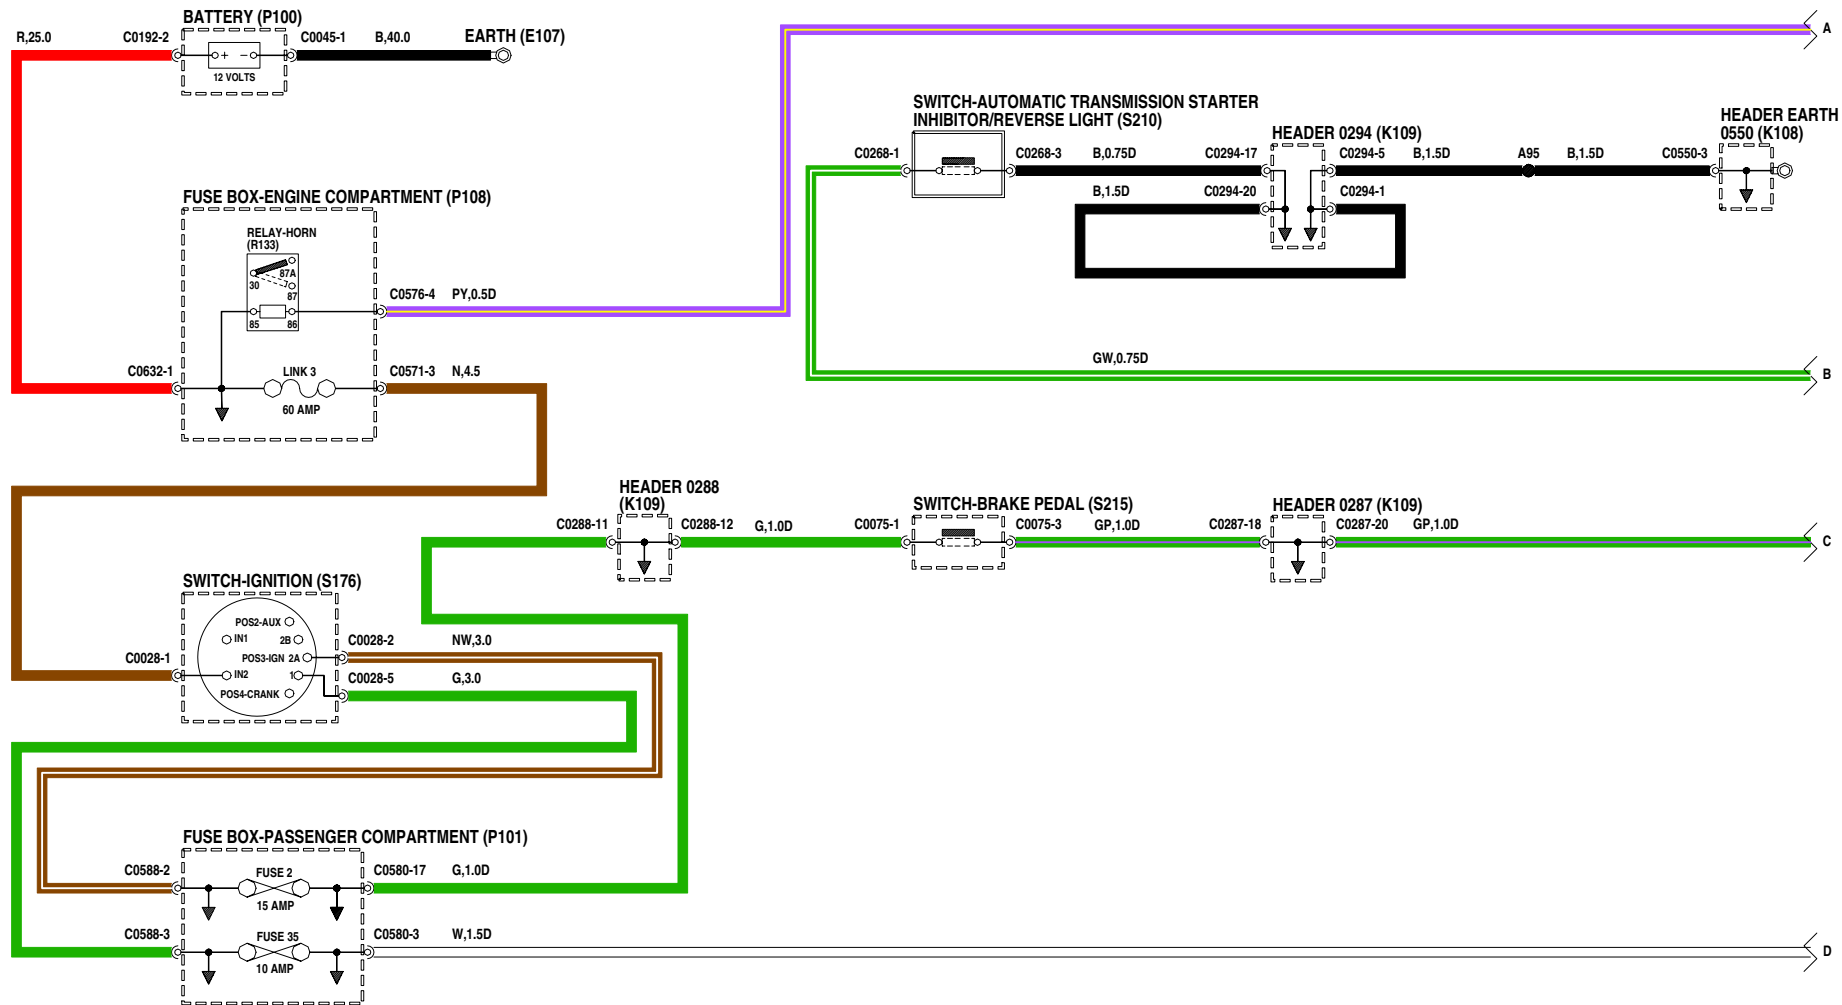 BATTERY (P100)
R,25.0
C0192-2
C0045-1
B,40.0
EARTH (E107)
+ −
12 VOLTS
A
SWITCH-AUTOMATIC TRANSMISSION STARTER
INHIBITOR/REVERSE LIGHT (S210)
HEADER EARTH
0550 (K108)
HEADER 0294 (K109)
C0268-1
C0268-3
B,0.75D
C0294-17
C0294-5
B,1.5D
A95
B,1.5D
C0550-3
B,1.5D
C0294-20
C0294-1
FUSE BOX-ENGINE COMPARTMENT (P108)
RELAY-HORN
(R133)
87A
30
87
85
86
C0576-4
PY,0.5D
GW,0.75D
B
C0632-1
LINK 3
60 AMP
C0571-3
N,4.5
HEADER 0288
(K109)
SWITCH-BRAKE PEDAL (S215)
HEADER 0287 (K109)
C0288-11
C0288-12
G,1.0D
C0075-1
C0075-3
GP,1.0D
C0287-18
C0287-20
GP,1.0D
C
SWITCH-IGNITION (S176)
POS2-AUX
IN1
2B
POS3-IGN 2A
IN2
1
POS4-CRANK
C0028-1
C0028-2
NW,3.0
C0028-5
G,3.0
FUSE BOX-PASSENGER COMPARTMENT (P101)
C0588-2
FUSE 2
15 AMP
C0580-17
G,1.0D
C0588-3
FUSE 35
10 AMP
C0580-3
W,1.5D
D